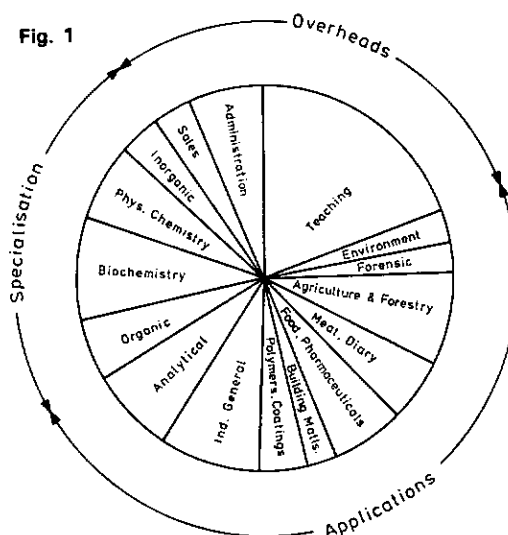 Fig. 1
Overheads
Specialisation
Applications
Teaching
Environment
Forensic
Agriculture & Forestry
Meat, Diary
Food, Pharmaceuticals
Building Matls.
Polymers, Coatings
Ind. General
Analytical
Organic
Biochemistry
Phys. Chemistry
Inorganic
Sales
Administration